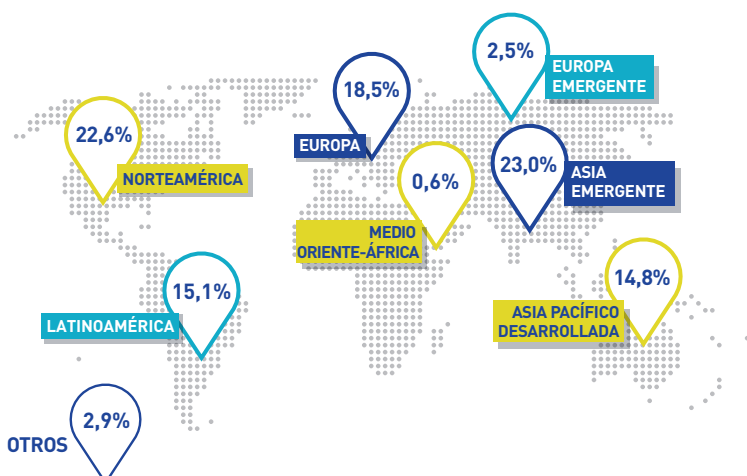 2,5%
EUROPA
EMERGENTE
18,5%
EUROPA
22,6%
NORTEAMÉRICA
0,6%
MEDIO
ORIENTE-ÁFRICA
23,0%
ASIA
EMERGENTE
15,1%
LATINOAMÉRICA
14,8%
ASIA PACÍFICO
DESARROLLADA
2,9%
OTROS